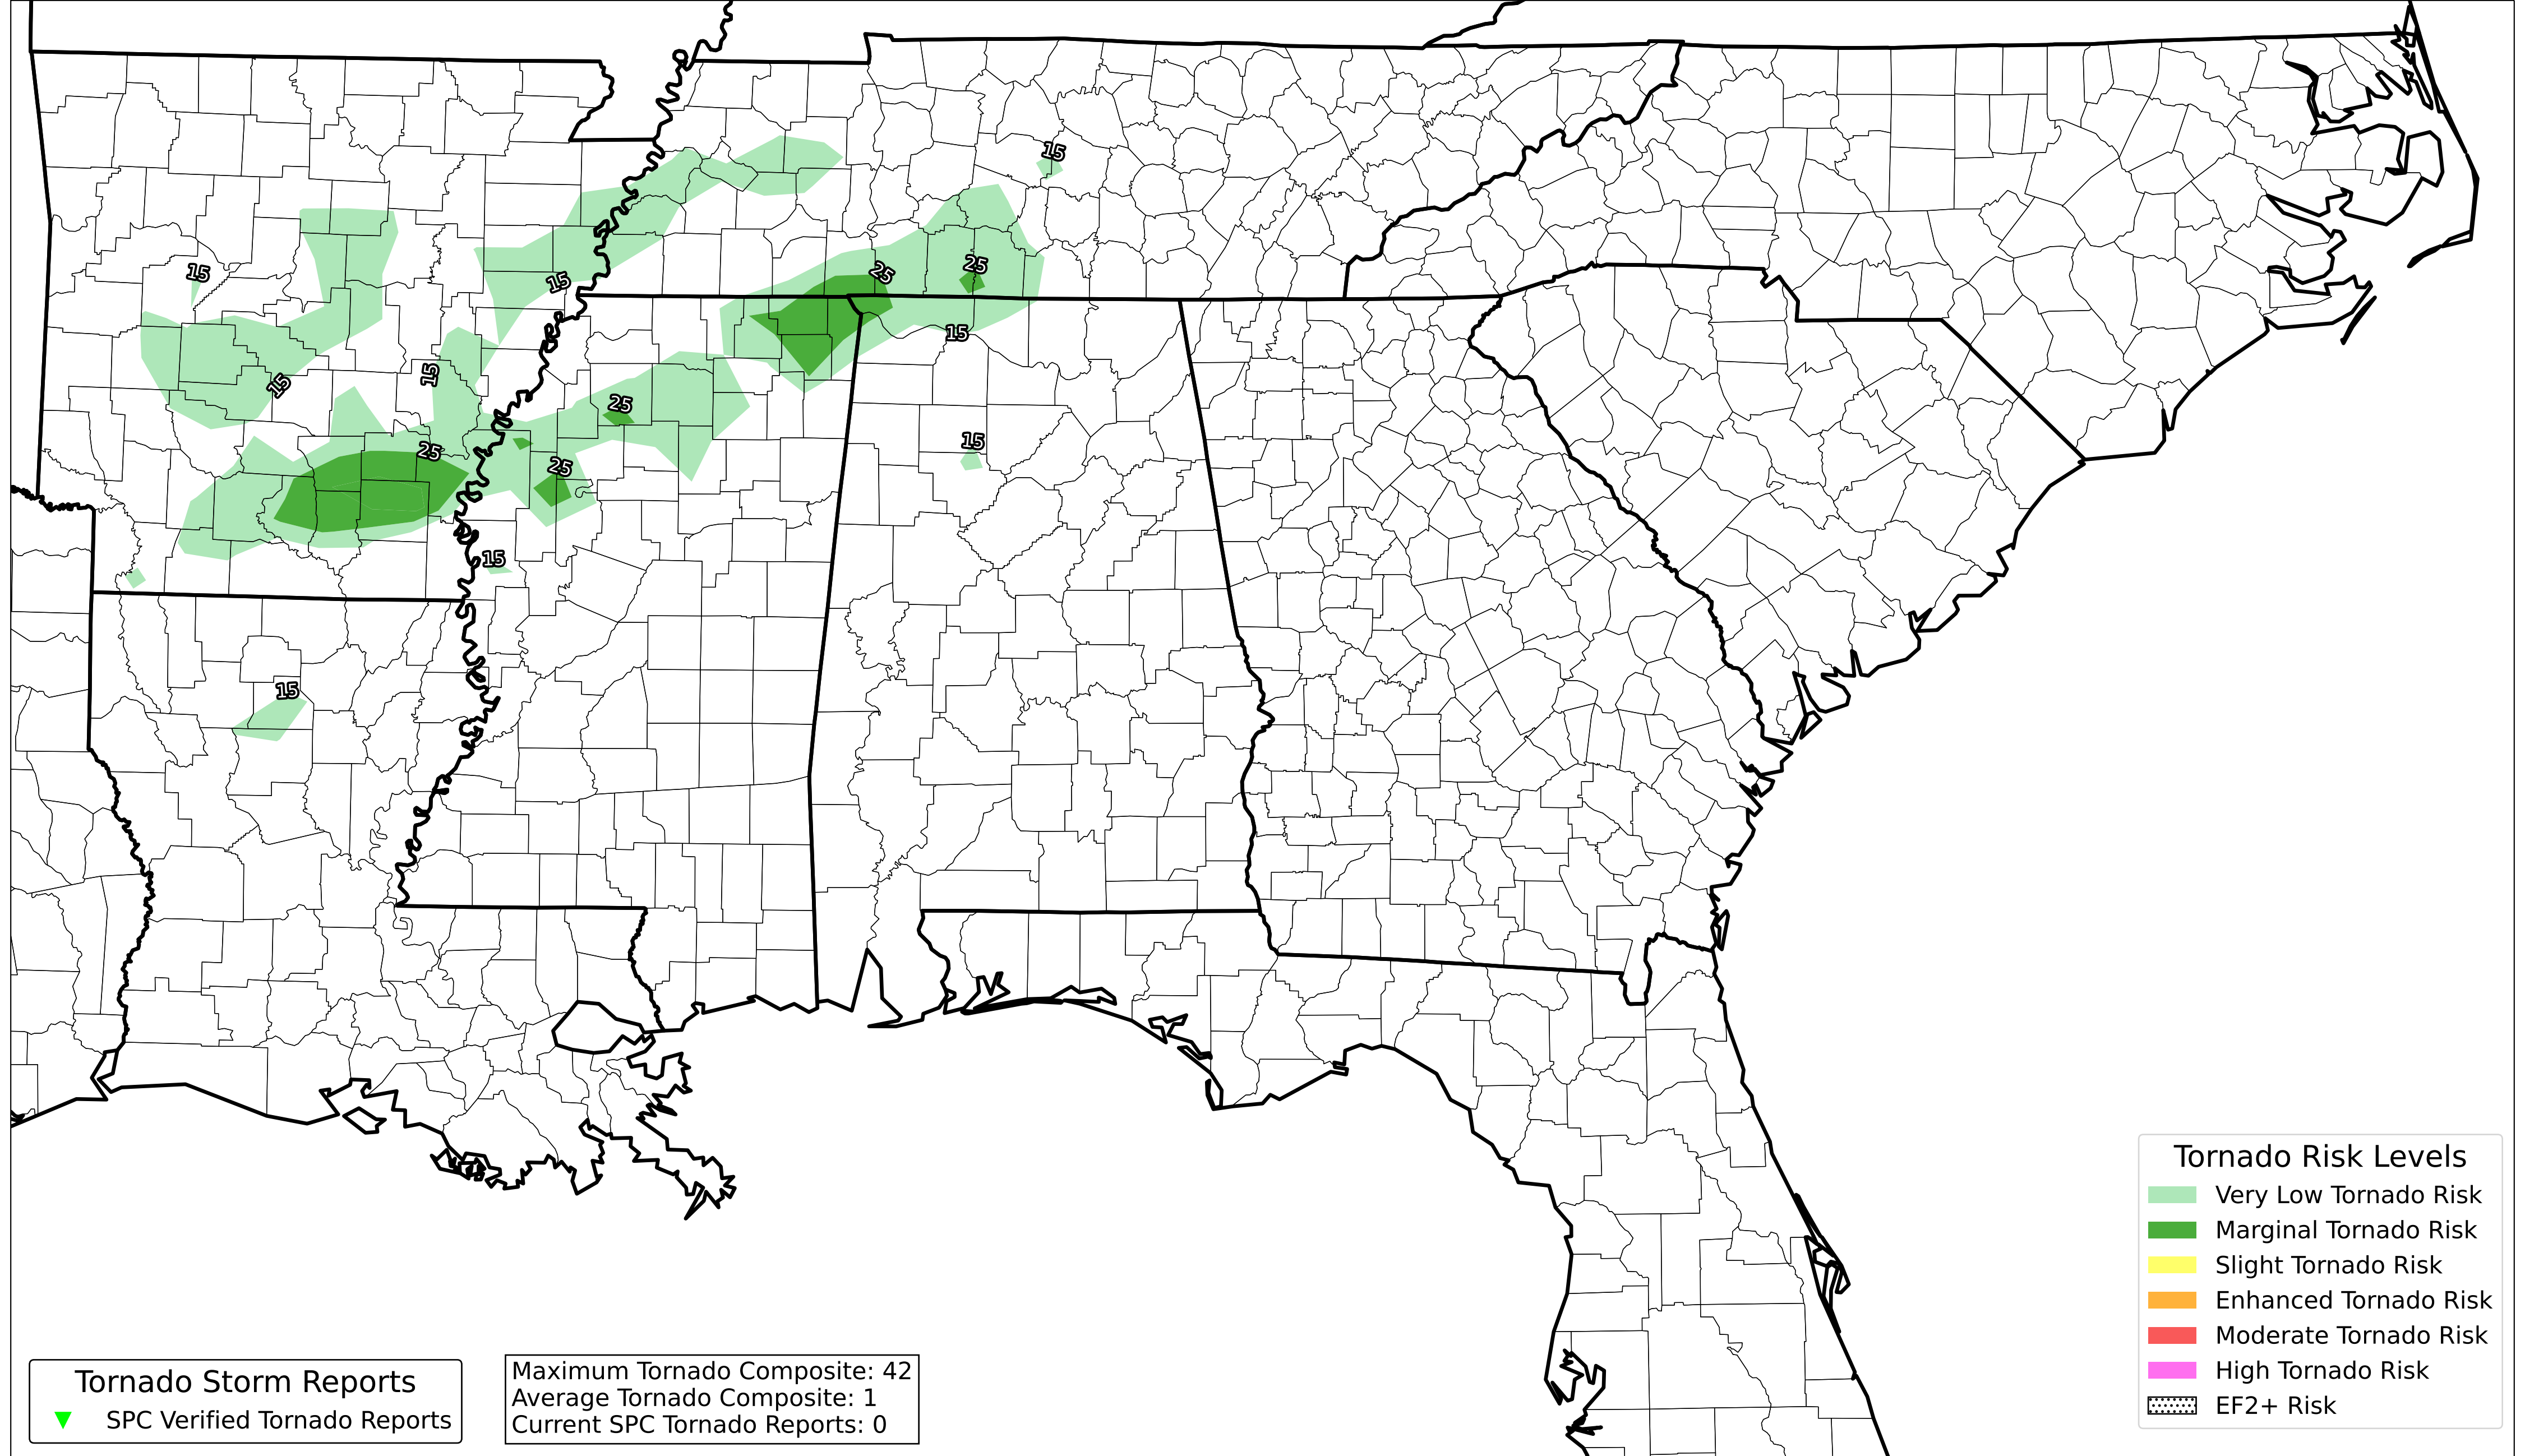 15
15
25
25
15
15
15
15
25
15
25
25
15
15
Tornado Risk Levels
Very Low Tornado Risk
Marginal Tornado Risk
Slight Tornado Risk
Enhanced Tornado Risk
Moderate Tornado Risk
High Tornado Risk
EF2+ Risk
Tornado Storm Reports
SPC Verified Tornado Reports
Maximum Tornado Composite: 42
Average Tornado Composite: 1
Current SPC Tornado Reports: 0